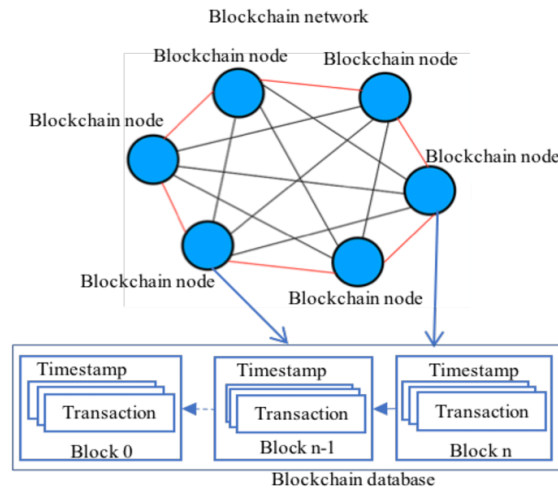 Blockchain network
Blockchain node
Blockchain node
Blockchain node
Blockchain node
Blockchain node
Blockchain node
Timestamp
Transaction
Block 0
Timestamp
Transaction
Block n-1
Timestamp
Transaction
Block n
Blockchain database